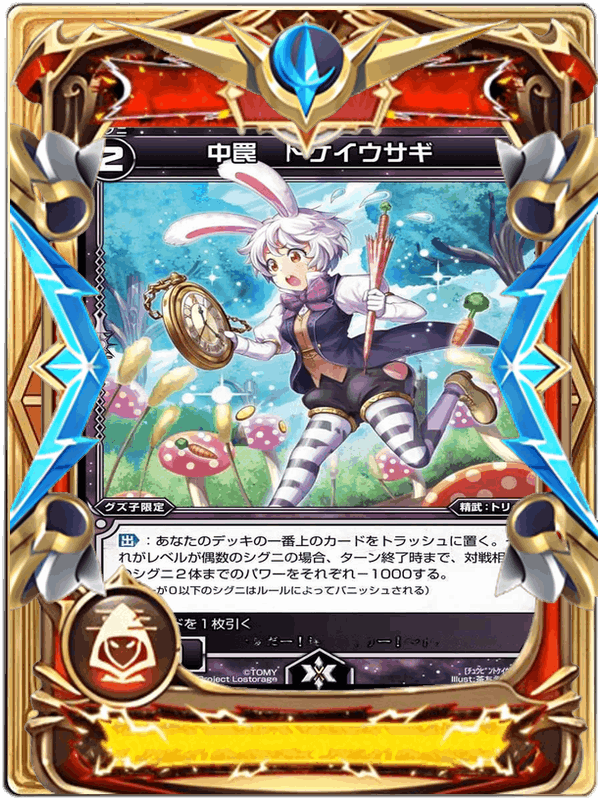 2
中罠 トケイウサギ
グズ子限定
精武:トリ
出:あなたのデッキの一番上のカードをトラッシュに置く。
れがレベルが偶数のシグニの場合、ターン終了時まで、対戦相
シグニ2体までのパワーをそれぞれー1000する。
が0以下のシグニはルールによってバニッシュされる)
ドを1枚引く
©TOMY
Project Lostorage
Illust:茶